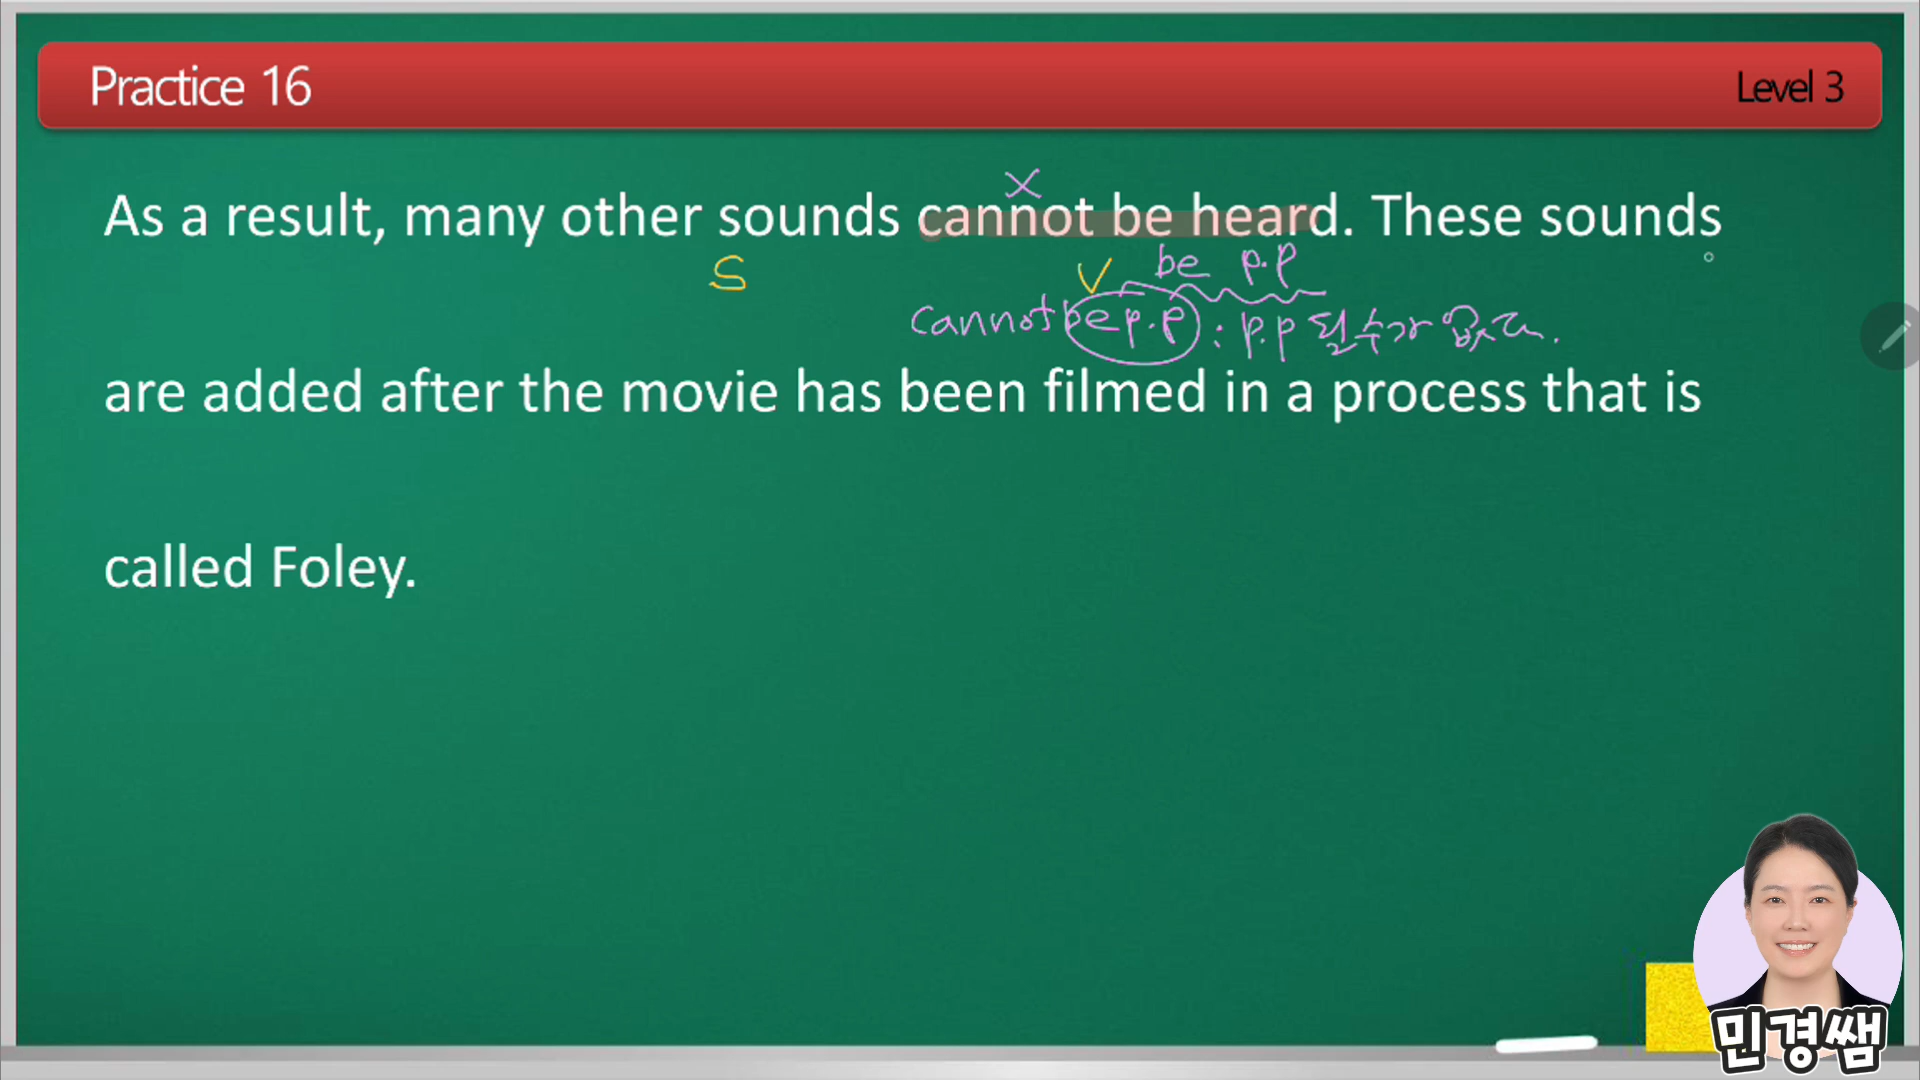 Practice 16
Level 3
x
As a result, many other sounds cannot be heard. These sounds
S
V
be p.p
cannot be p.p : p.p 될 수가 없다.
are added after the movie has been filmed in a process that is
called Foley.
민경쌤